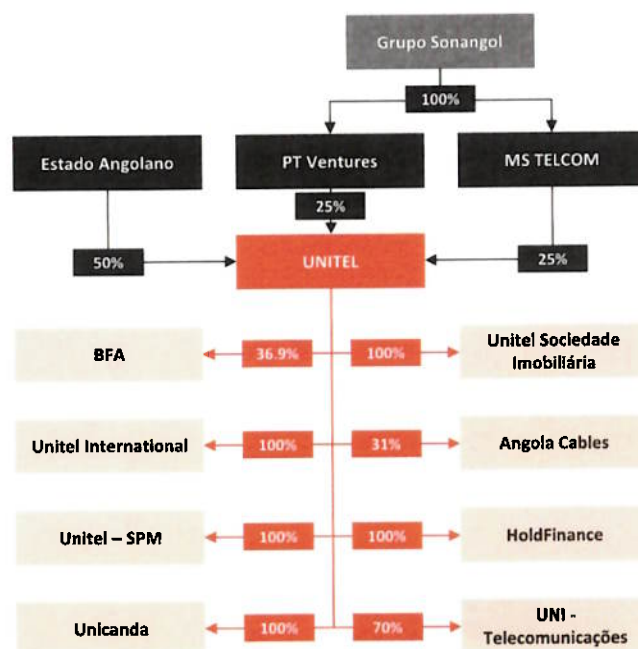 Grupo Sonangol
100%
Estado Angolano
PT Ventures
MS TELCOM
25%
50%
UNITEL
25%
BFA
36.9%
100%
Unitel Sociedade
Imobiliária
Unitel International
100%
31%
Angola Cables
Unitel – SPM
100%
100%
HoldFinance
Unicanda
100%
70%
UNI -
Telecomunicações